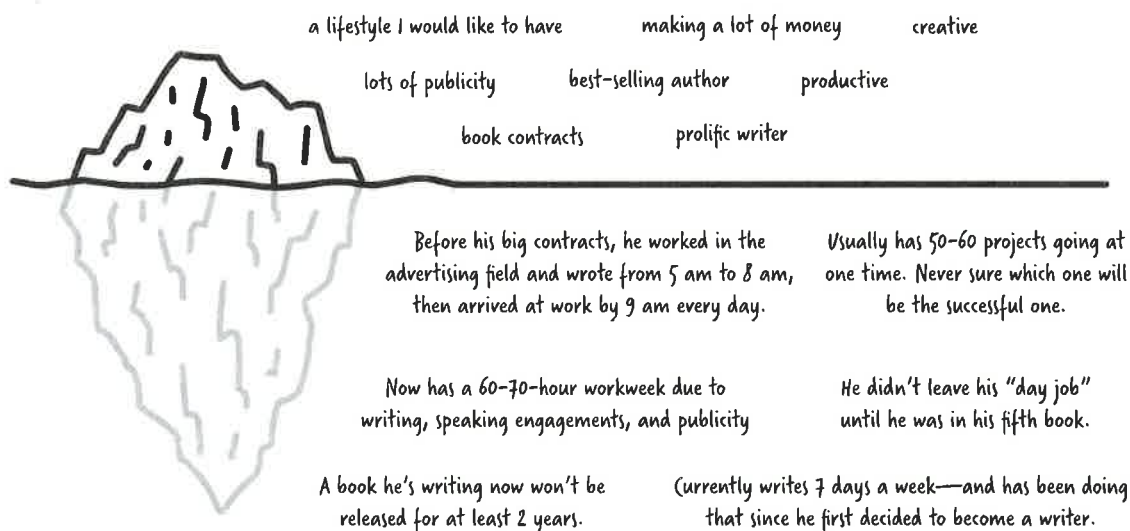 a lifestyle I would like to have
making a lot of money
creative
lots of publicity
best-selling author
productive
book contracts
prolific writer
Before his big contracts, he worked in the
advertising field and wrote from 5 am to 8 am,
then arrived at work by 9 am every day.
Usually has 50-60 projects going at
one time. Never sure which one will
be the successful one.
Now has a 60-70-hour workweek due to
writing, speaking engagements, and publicity
He didn't leave his "day job"
until he was in his fifth book.
A book he's writing now won't be
released for at least 2 years.
Currently writes 7 days a week—and has been doing
that since he first decided to become a writer.